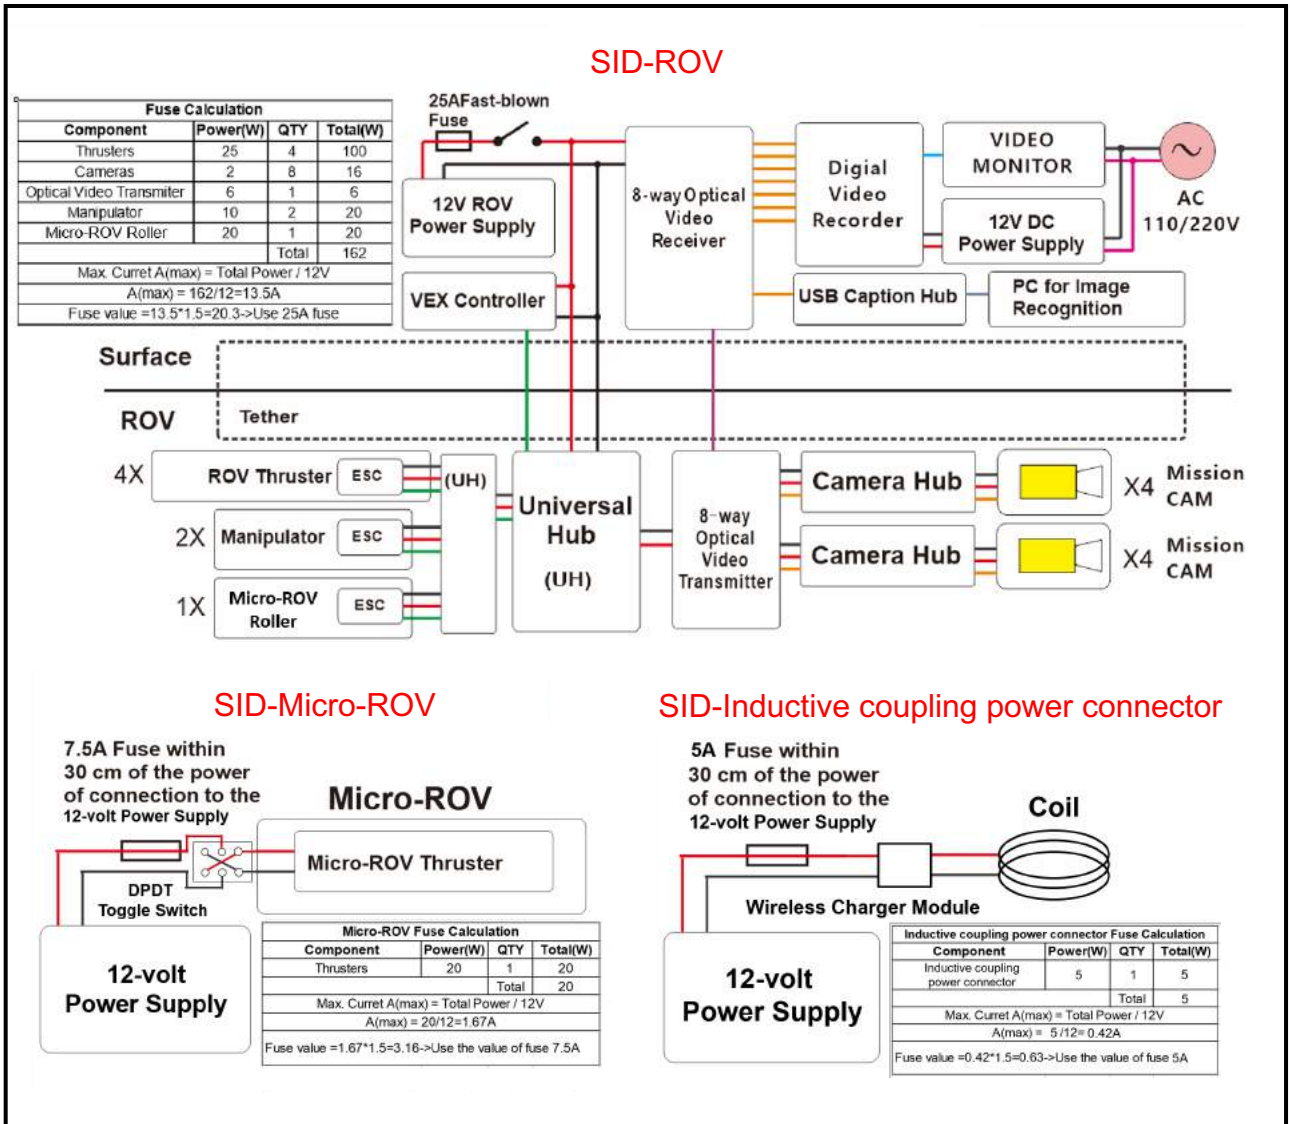 SID-ROV
Fuse Calculation
Component Power(W) QTY Total(W)
Thrusters 25 4 100
Cameras 2 8 16
Optical Video Transmiter 6 1 6
Manipulator 10 2 20
Micro-ROV Roller 20 1 20
Total 162
Max. Curret A(max) = Total Power / 12V
A(max) = 162/12=13.5A
Fuse value =13.5*1.5=20.3->Use 25A fuse
25AFast-blown
Fuse
12V ROV
Power Supply
VEX Controller
8-way Optical
Video
Receiver
Digial
Video
Recorder
VIDEO
MONITOR
12V DC
Power Supply
AC
110/220V
USB Caption Hub
PC for Image
Recognition
Surface
ROV
Tether
4X
ROV Thruster
ESC
2X
Manipulator
ESC
1X
Micro-ROV
Roller
ESC
(UH)
Universal
Hub
(UH)
8-way
Optical
Video
Transmitter
Camera Hub
X4
Mission
CAM
Camera Hub
X4
Mission
CAM
SID-Micro-ROV
7.5A Fuse within
30 cm of the power
of connection to the
12-volt Power Supply
Micro-ROV
Micro-ROV Thruster
DPDT
Toggle Switch
12-volt
Power Supply
Micro-ROV Fuse Calculation
Component Power(W) QTY Total(W)
Thrusters 20 1 20
Total 20
Max. Curret A(max) = Total Power / 12V
A(max) = 20/12=1.67A
Fuse value =1.67*1.5=3.16->Use the value of fuse 7.5A
SID-Inductive coupling power connector
5A Fuse within
30 cm of the power
of connection to the
12-volt Power Supply
Coil
Wireless Charger Module
12-volt
Power Supply
Inductive coupling power connector Fuse Calculation
Component Power(W) QTY Total(W)
Inductive coupling
power connector 5 1 5
Total 5
Max. Curret A(max) = Total Power / 12V
A(max) = 5/12= 0.42A
Fuse value =0.42*1.5=0.63->Use the value of fuse 5A